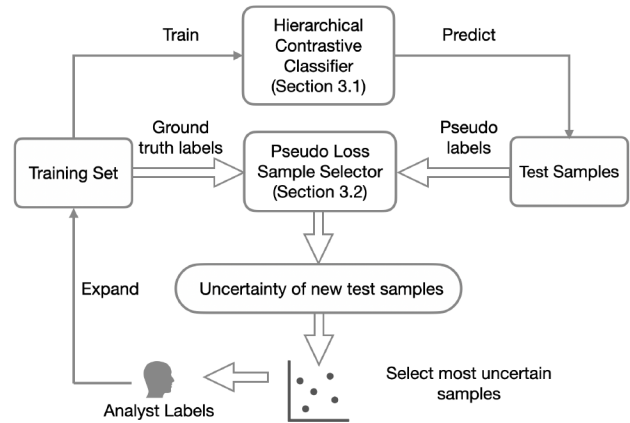 Train
Hierarchical
Contrastive
Classifier
(Section 3.1)
Predict
Ground
truth labels
Pseudo
labels
Training Set
Pseudo Loss
Sample Selector
(Section 3.2)
Test Samples
Expand
Uncertainty of new test samples
Select most uncertain
samples
Analyst Labels